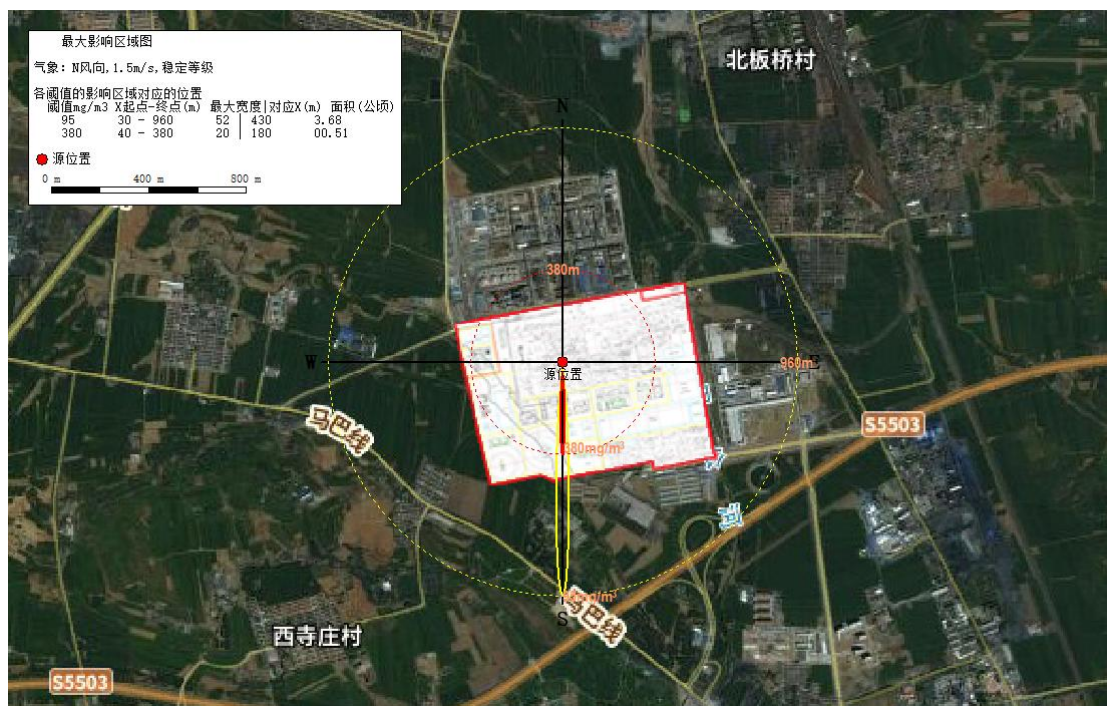 最大影响区域图
气象：N风向,1.5m/s,稳定等级
各阈值的影响区域对应的位置
阈值mg/m3 X起点-终点(m) 最大宽度|对应X(m) 面积(公顷)
95 30 - 960 52 | 430 3.68
380 40 - 380 20 | 180 00.51
源位置
0 m 400 m 800 m
北板桥村
N
380m
W
960m
E
源位置
马巴线
S5503
380mg/m³
马巴线
S
西寺庄村
S5503